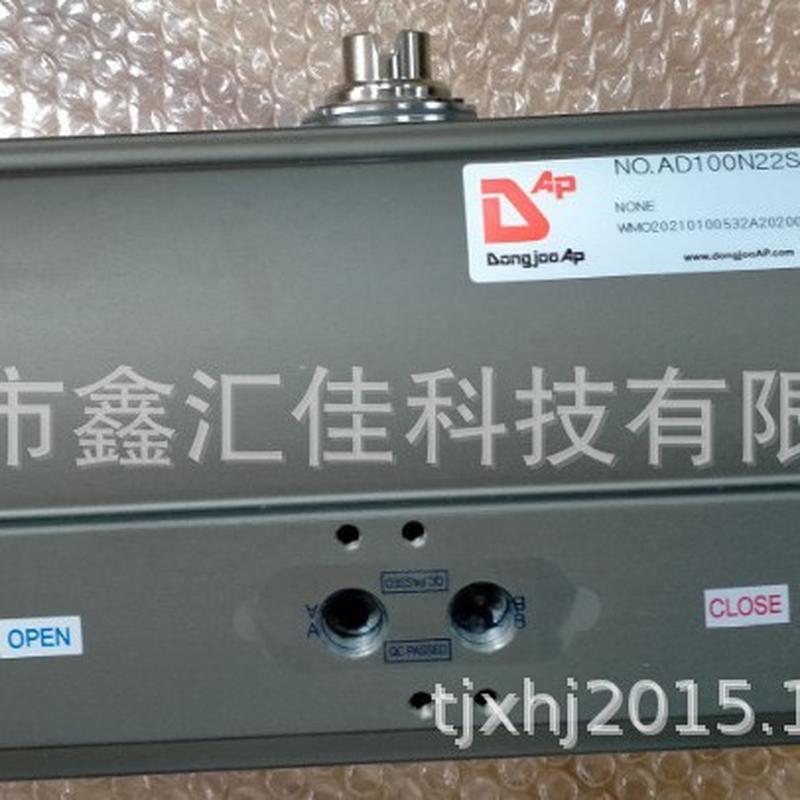 NO.AD100N22S
AP
NONE
WMO20210100532A20200
DongjooAp
www.dongjooAP.com
市鑫汇佳科技有限
QC PASSED
A
B
A
B
OPEN
CLOSE
QC PASSED
tjxhj2015.1